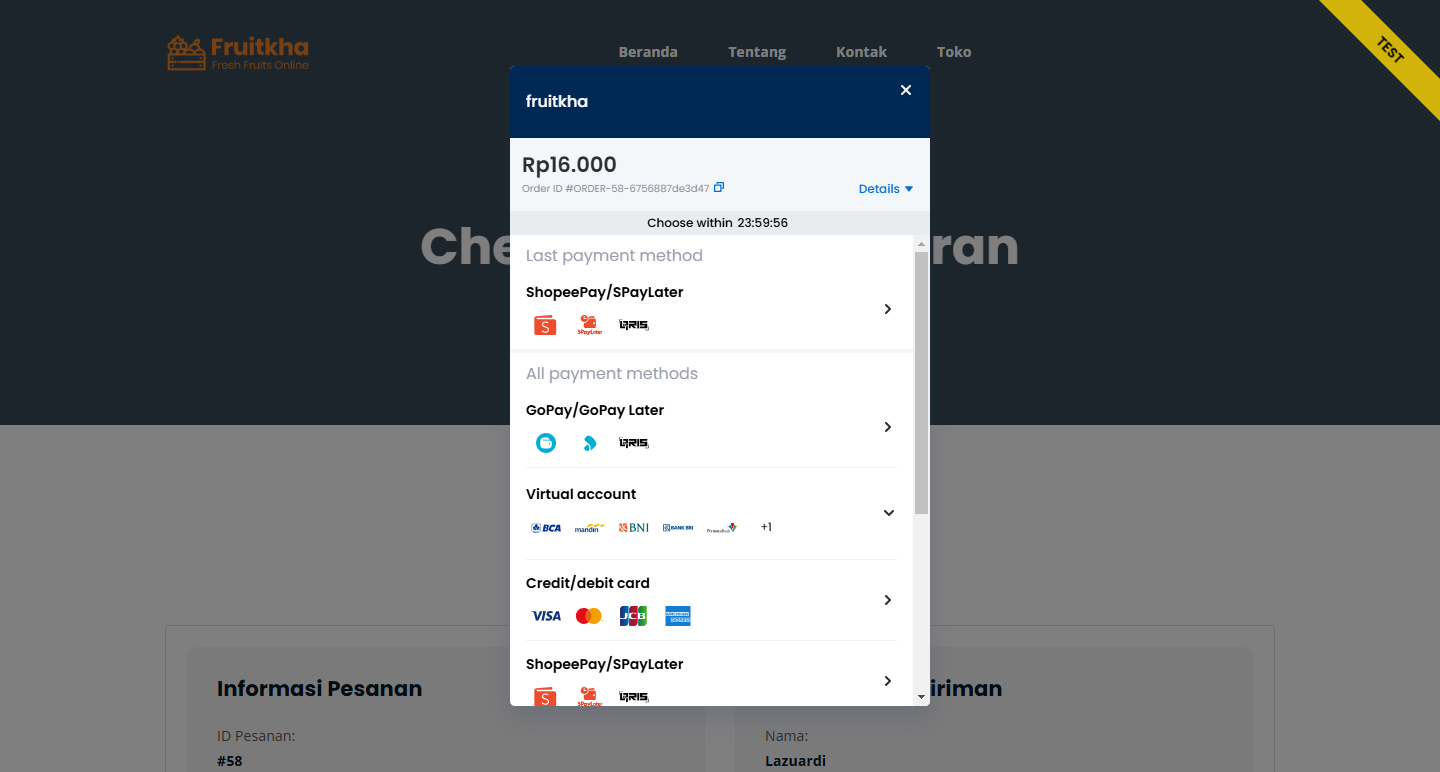 Fruitkha
Fresh Fruits Online
Beranda
Tentang
Kontak
Toko
TEST
fruitkha
Rp16.000
Order ID #ORDER-58-6756887de3d47
Details
Choose within 23:59:56
Che
ran
Last payment method
ShopeePay/SPayLater
S
SPayLater
QRIS
All payment methods
GoPay/GoPay Later
QRIS
Virtual account
BCA
mandiri
BNI
BANK BRI
PermataBank
+1
Credit/debit card
VISA
JCB
AMERICAN EXPRESS
ShopeePay/SPayLater
S
SPayLater
QRIS
Informasi Pesanan
ID Pesanan:
#58
iriman
Nama:
Lazuardi